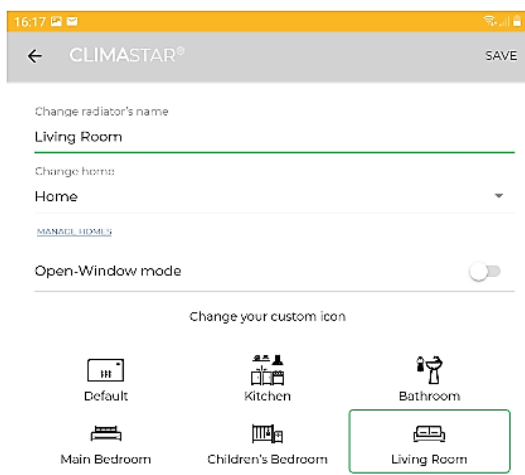 16:17
CLIMASTAR® SAVE
Change radiator's name
Living Room
Change home
Home
MANAGE HOMES
Open-Window mode
Change your custom icon
Default Kitchen Bathroom
Main Bedroom Children's Bedroom Living Room